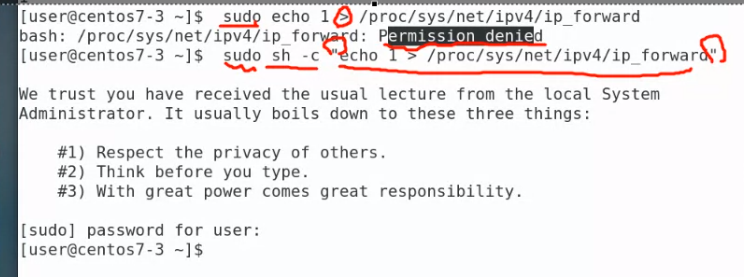 [user@centos7-3 ~]$ sudo echo 1 > /proc/sys/net/ipv4/ip_forward
bash: /proc/sys/net/ipv4/ip_forward: Permission denied
[user@centos7-3 ~]$ sudo sh -c "echo 1 > /proc/sys/net/ipv4/ip_forward"
We trust you have received the usual lecture from the local System
Administrator. It usually boils down to these three things:
#1) Respect the privacy of others.
#2) Think before you type.
#3) With great power comes great responsibility.
[sudo] password for user:
[user@centos7-3 ~]$